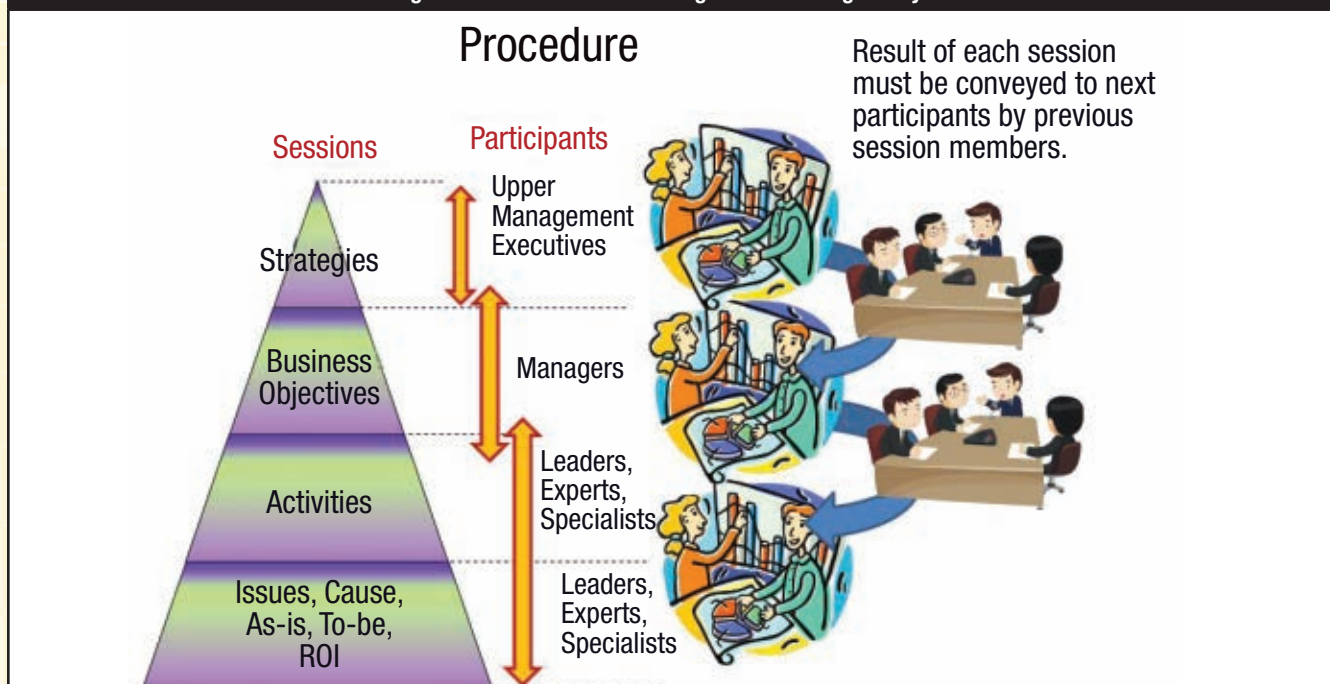 Procedure
Result of each session
must be conveyed to next
participants by previous
session members.
Sessions
Participants
Upper
Management
Executives
Strategies
Business
Objectives
Managers
Leaders,
Experts,
Specialists
Activities
Leaders,
Experts,
Specialists
Issues, Cause,
As-is, To-be,
ROI